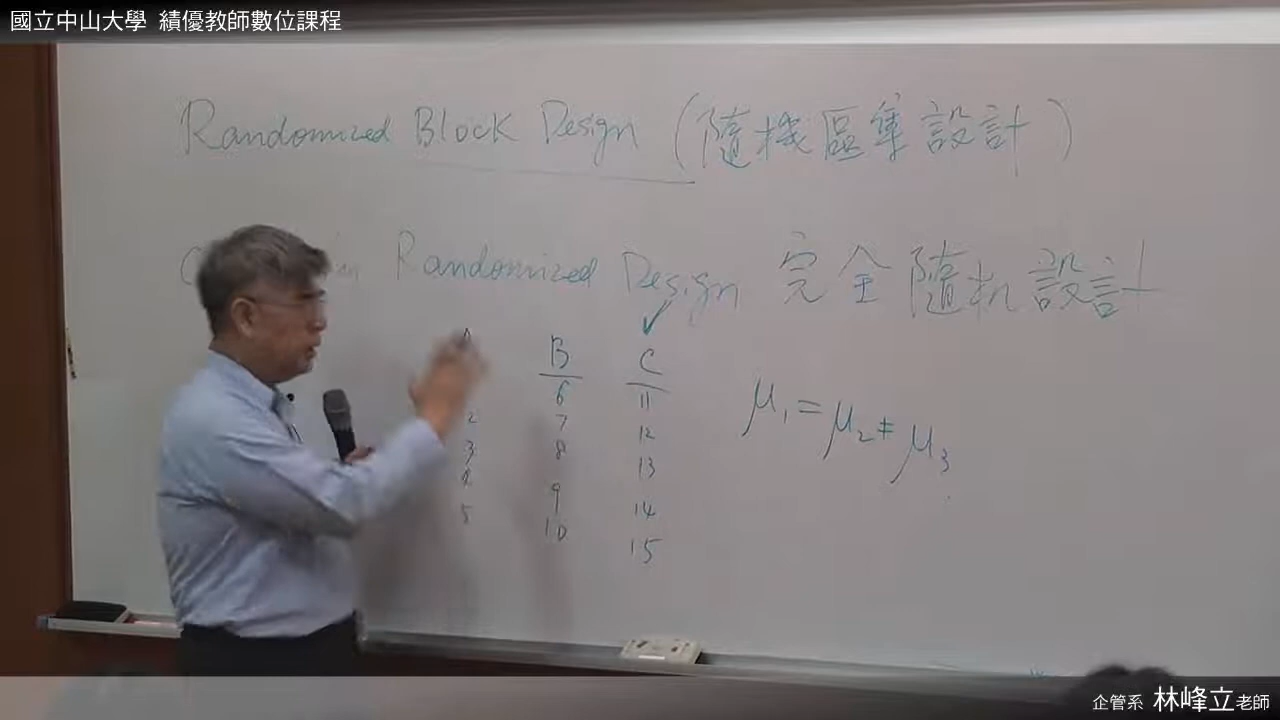 國立中山大學 績優教師數位課程
Randomized Block Design (隨機區集設計)
Randomized Design 完全隨机設計
A B C
6 11
2 7 12
3 8 13
4 9 14
5 10 15
μ₁ = μ₂ ≠ μ₃
企管系 林峰立老師